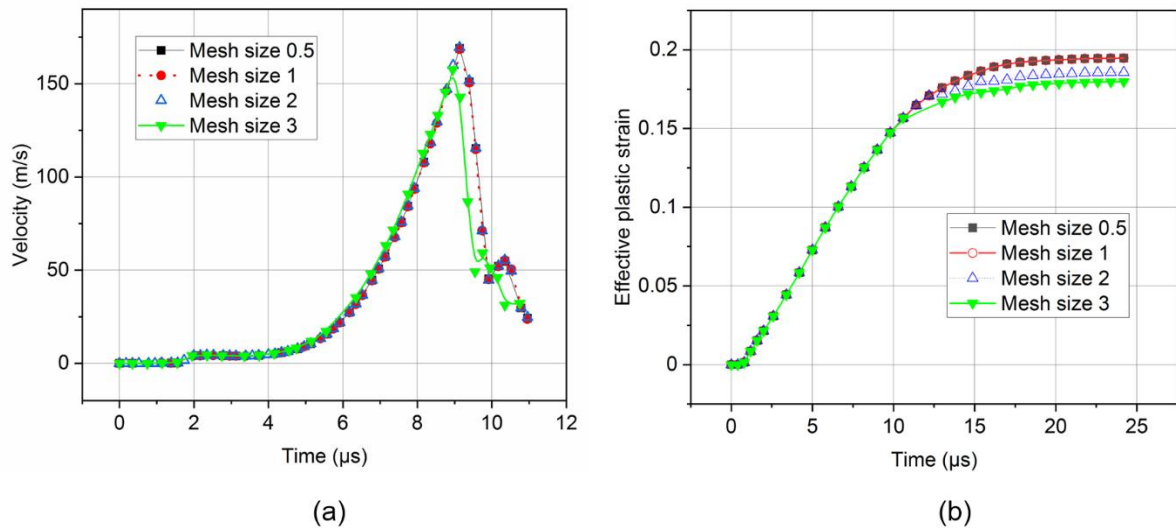 Mesh size 0.5
Mesh size 1
Mesh size 2
Mesh size 3
150
100
50
0
Velocity (m/s)
0 2 4 6 8 10 12
Time (μs)
(a)
0.2
0.15
0.1
0.05
0
Effective plastic strain
Mesh size 0.5
Mesh size 1
Mesh size 2
Mesh size 3
0 5 10 15 20 25
Time (μs)
(b)